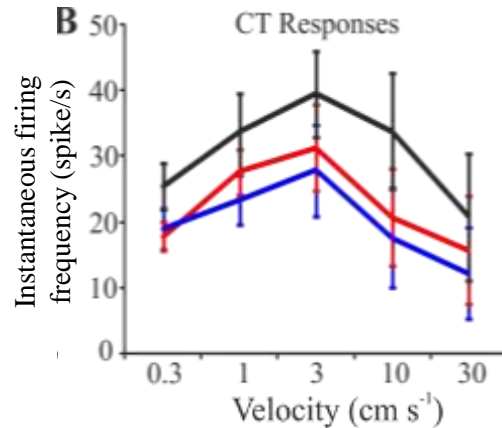 B
CT Responses
Instantaneous firing
frequency (spike/s)
50
40
30
20
10
0
0.3 1 3 10 30
Velocity (cm s⁻¹)